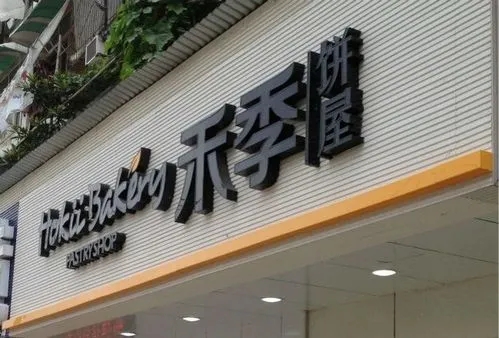 Hokii·Bakery
PASTRY SHOP
禾季
饼屋